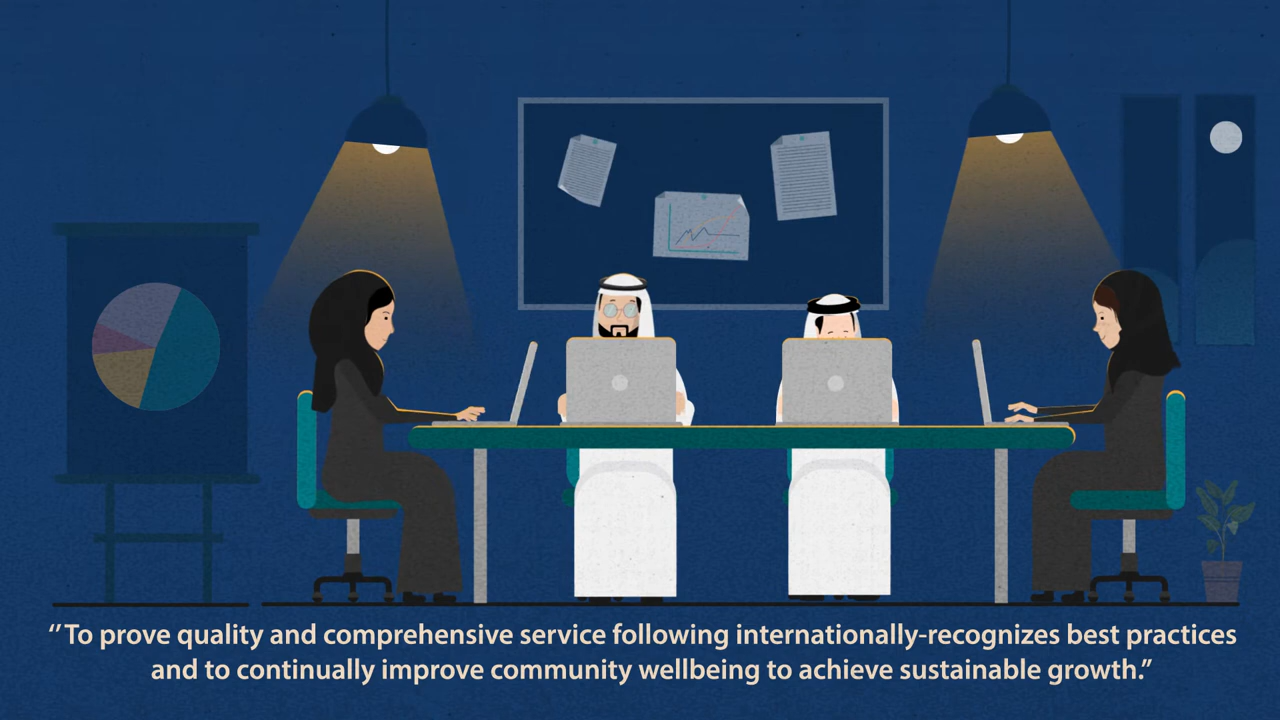 ‘’To prove quality and comprehensive service following internationally-recognizes best practices
and to continually improve community wellbeing to achieve sustainable growth.”